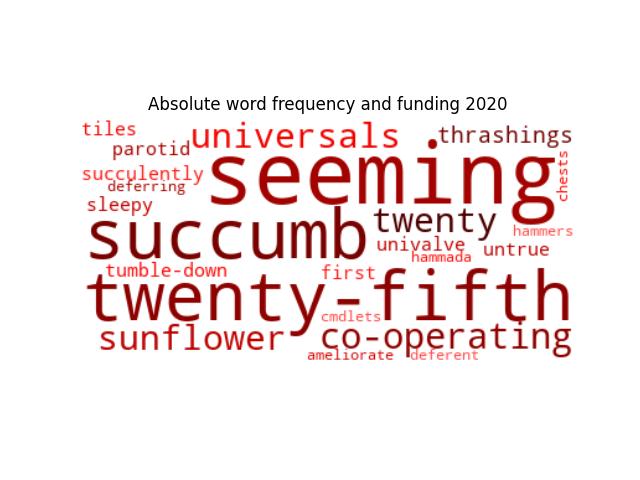 Absolute word frequency and funding 2020
tiles
universals
thrashings
parotid
seeming
chests
succulently
deferring
sleepy
succumb
twenty
hammers
univalve
untrue
hammada
tumble-down
first
twenty-fifth
cmdlets
sunflower
co-operating
ameliorate
deferent